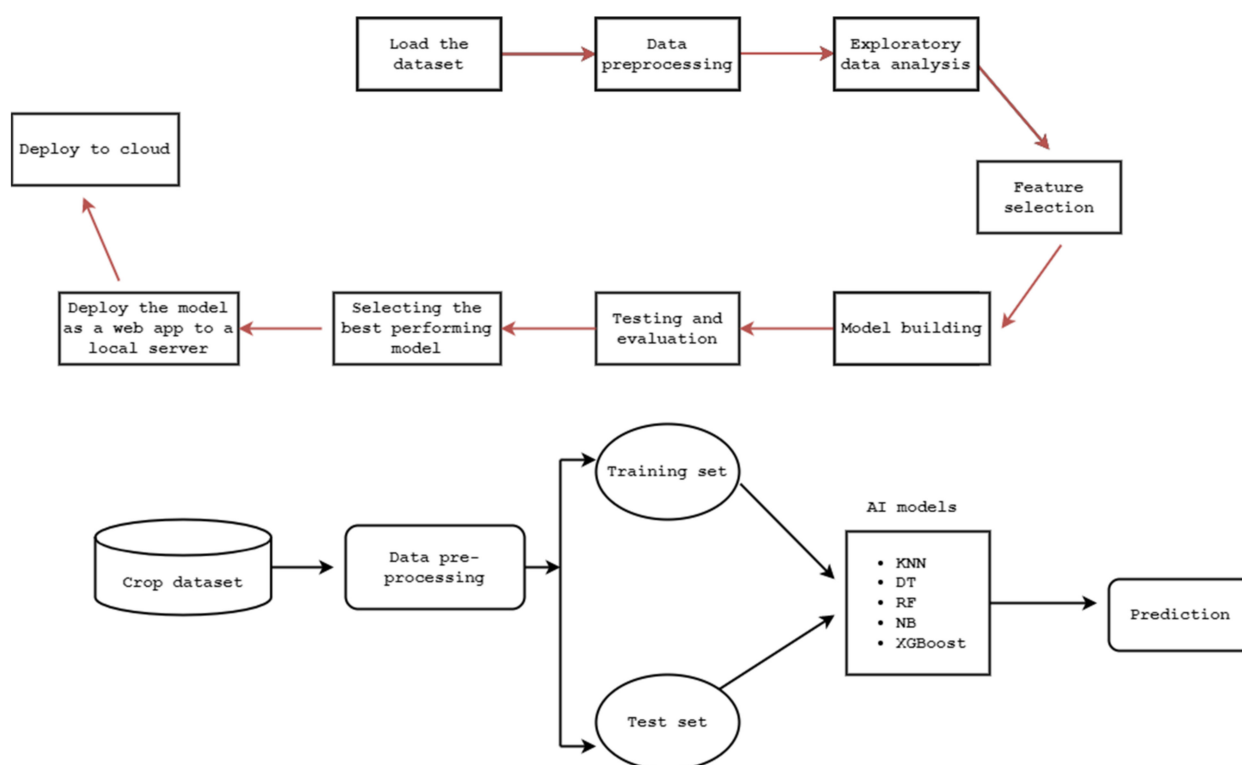 Load the
dataset
Data
preprocessing
Exploratory
data analysis
Deploy to cloud
Feature
selection
Deploy the model
as a web app to a
local server
Selecting the
best performing
model
Testing and
evaluation
Model building
Training set
Crop dataset
Data pre-
processing
AI models
• KNN
• DT
• RF
• NB
• XGBoost
Prediction
Test set